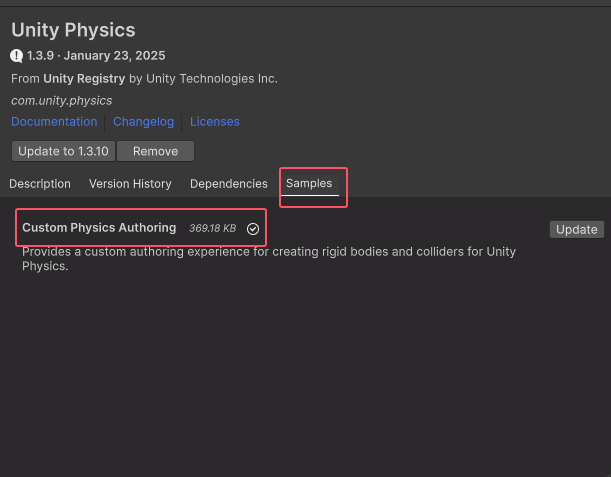 Unity Physics
1.3.9 · January 23, 2025
From Unity Registry by Unity Technologies Inc.
com.unity.physics
Documentation Changelog Licenses
Update to 1.3.10 Remove
Description Version History Dependencies Samples
Custom Physics Authoring 369.18 KB Update
Provides a custom authoring experience for creating rigid bodies and colliders for Unity
Physics.